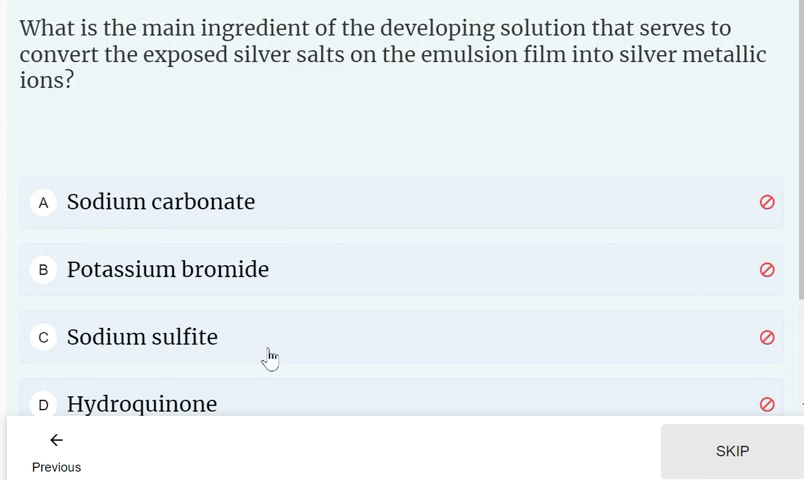 What is the main ingredient of the developing solution that serves to
convert the exposed silver salts on the emulsion film into silver metallic
ions?
A Sodium carbonate
B Potassium bromide
C Sodium sulfite
D Hydroquinone
SKIP
Previous